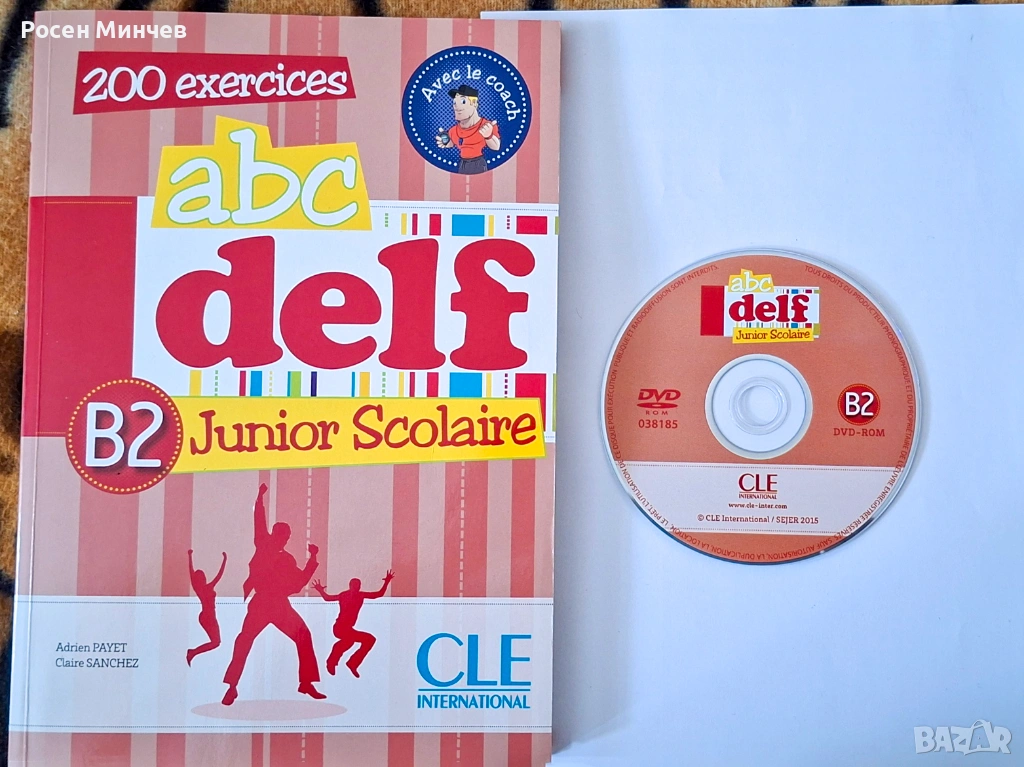 Росен Минчев
200 exercices
Avec le coach
abc
delf
B2
Junior Scolaire
Adrien PAYET
Claire SANCHEZ
CLE
INTERNATIONAL
abc
delf
Junior Scolaire
DVD
ROM
038185
B2
DVD-ROM
CLE
INTERNATIONAL
www.cle-inter.com
© CLE International / SEJER 2015
BAZAR